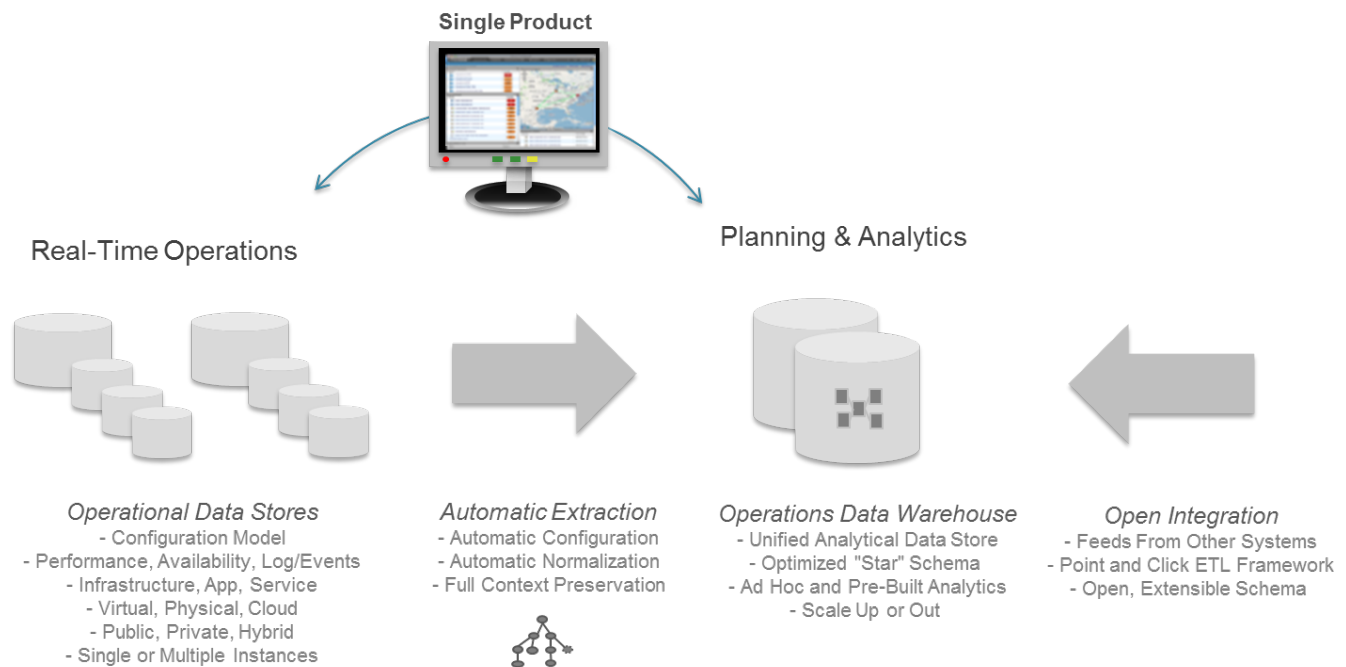 Single Product
Real-Time Operations
Planning & Analytics
Operational Data Stores
- Configuration Model
- Performance, Availability, Log/Events
- Infrastructure, App, Service
- Virtual, Physical, Cloud
- Public, Private, Hybrid
- Single or Multiple Instances
Automatic Extraction
- Automatic Configuration
- Automatic Normalization
- Full Context Preservation
Operations Data Warehouse
- Unified Analytical Data Store
- Optimized "Star" Schema
- Ad Hoc and Pre-Built Analytics
- Scale Up or Out
Open Integration
- Feeds From Other Systems
- Point and Click ETL Framework
- Open, Extensible Schema